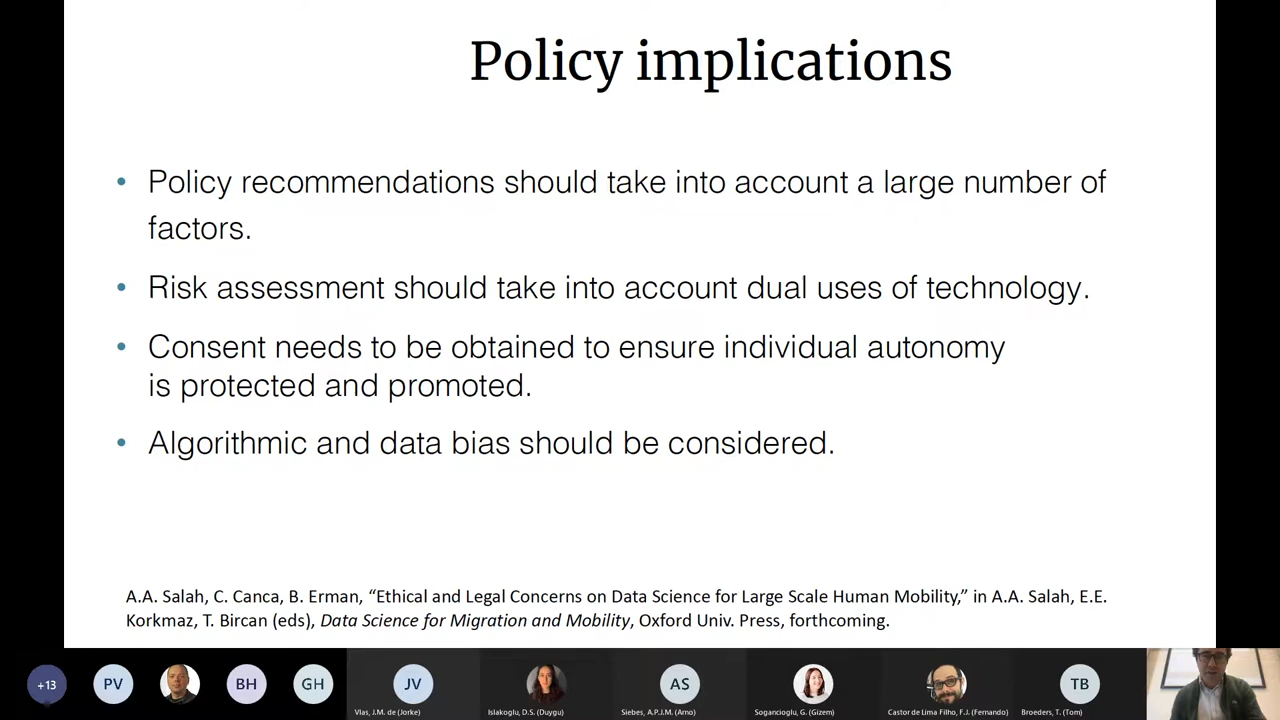 Policy implications
• Policy recommendations should take into account a large number of
factors.
• Risk assessment should take into account dual uses of technology.
• Consent needs to be obtained to ensure individual autonomy
is protected and promoted.
• Algorithmic and data bias should be considered.
A.A. Salah, C. Canca, B. Erman, “Ethical and Legal Concerns on Data Science for Large Scale Human Mobility,” in A.A. Salah, E.E.
Korkmaz, T. Bircan (eds), Data Science for Migration and Mobility, Oxford Univ. Press, forthcoming.
+13 PV BH GH JV AS TB
Vlas, J.M. de (Jorke) Islakoglu, D.S. (Duygu) Siebes, A.P.J.M. (Arno) Sogancioglu, G. (Gizem) Castor de Lima Filho, F.J. (Fernando) Broeders, T. (Tom)